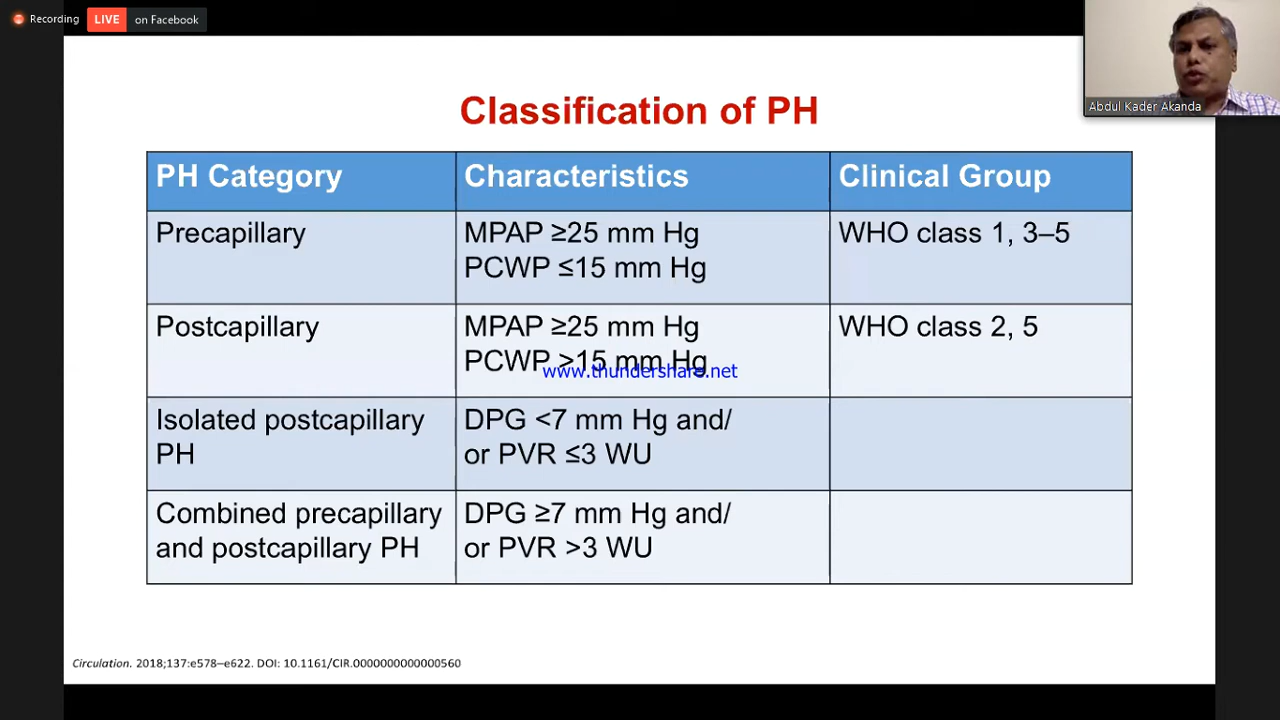 Recording
LIVE on Facebook
Abdul Kader Akanda
Classification of PH
PH Category
Characteristics
Clinical Group
Precapillary
MPAP ≥25 mm Hg
PCWP ≤15 mm Hg
WHO class 1, 3–5
Postcapillary
MPAP ≥25 mm Hg
PCWP >15 mm Hg
WHO class 2, 5
www.thundershare.net
Isolated postcapillary
PH
DPG <7 mm Hg and/
or PVR ≤3 WU
Combined precapillary
and postcapillary PH
DPG ≥7 mm Hg and/
or PVR >3 WU
Circulation. 2018;137:e578–e622. DOI: 10.1161/CIR.0000000000000560